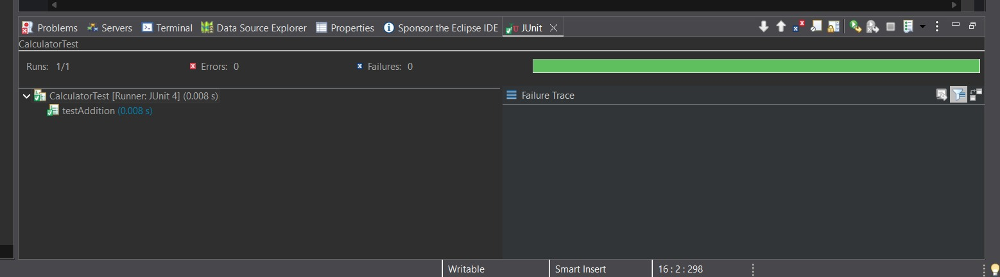 Problems Servers Terminal Data Source Explorer Properties Sponsor the Eclipse IDE JUnit
CalculatorTest
Runs: 1/1 Errors: 0 Failures: 0
CalculatorTest [Runner: JUnit 4] (0.008 s)
Failure Trace
testAddition (0.008 s)
Writable Smart Insert 16 : 2 : 298